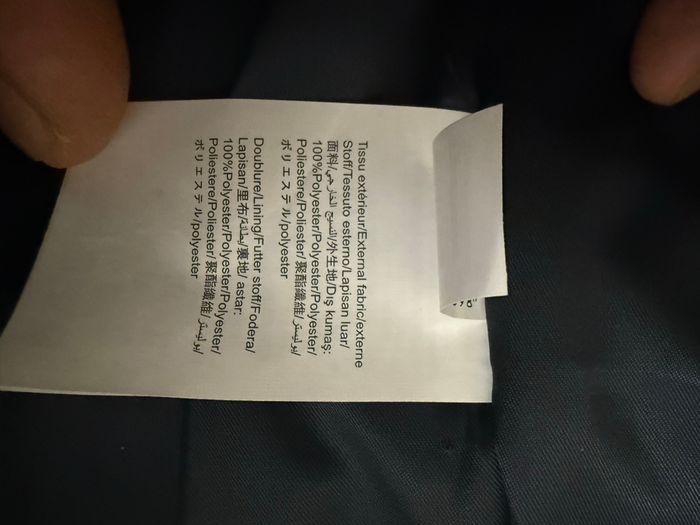 Tissu extérieur/External fabric/externe
Stoff/Tessuto esterno/Lapisan luar/
面料/النسيج الخارجي/外生地/Dış kumaş:
100%Polyester/Polyester/Polyester/
Poliestere/Poliester/聚酯纖維/بوليستر/
ポリエステル/polyester
Doublure/Lining/Futter stoff/Fodera/
Lapisan/里布/بطانة/裏地/ astar:
100%Polyester/Polyester/Polyester/
Poliestere/Poliester/聚酯纖維/بوليستر/
ポリエステル/polyester